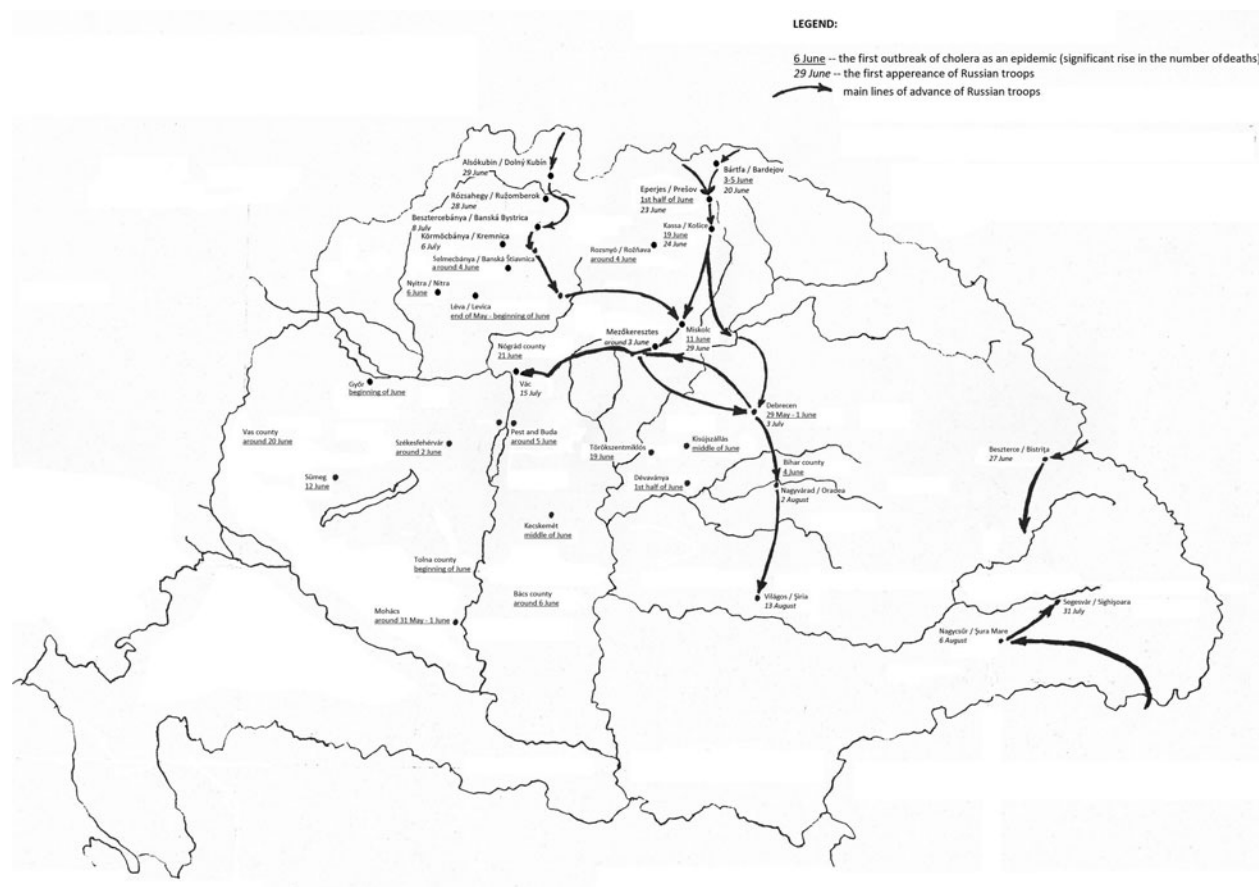 LEGEND:
6 June -- the first outbreak of cholera as an epidemic (significant rise in the number of deaths)
29 June -- the first appereance of Russian troops
main lines of advance of Russian troops
Alsókubin / Dolný Kubín
29 June
Rózsahegy / Ružomberok
28 June
Besztercebánya / Banská Bystrica
8 July
Körmöcbánya / Kremnica
6 July
Selmecbánya / Banská Štiavnica
around 4 June
Nyitra / Nitra
6 June
Léva / Levica
end of May - beginning of June
Bártfa / Bardejov
3-5 June
20 June
Eperjes / Prešov
1st half of June
23 June
Kassa / Košice
19 June
24 June
Rozsnyó / Rožňava
around 4 June
Miskolc
11 June
29 June
Mezőkeresztes
around 3 June
Nógrád county
21 June
Vác
15 July
Győr
beginning of June
Pest and Buda
around 5 June
Vas county
around 20 June
Székesfehérvár
around 2 June
Sümeg
12 June
Debrecen
29 May - 1 June
3 July
Törökszentmiklós
19 June
Kisújszállás
middle of June
Dévaványa
1st half of June
Bihar county
4 June
Nagyvárad / Oradea
2 August
Beszterce / Bistrița
27 June
Kecskemét
middle of June
Tolna county
beginning of June
Bács county
around 6 June
Mohács
around 31 May - 1 June
Világos / Şiria
13 August
Segesvár / Sighişoara
31 July
Nagycsűr / Şura Mare
6 August